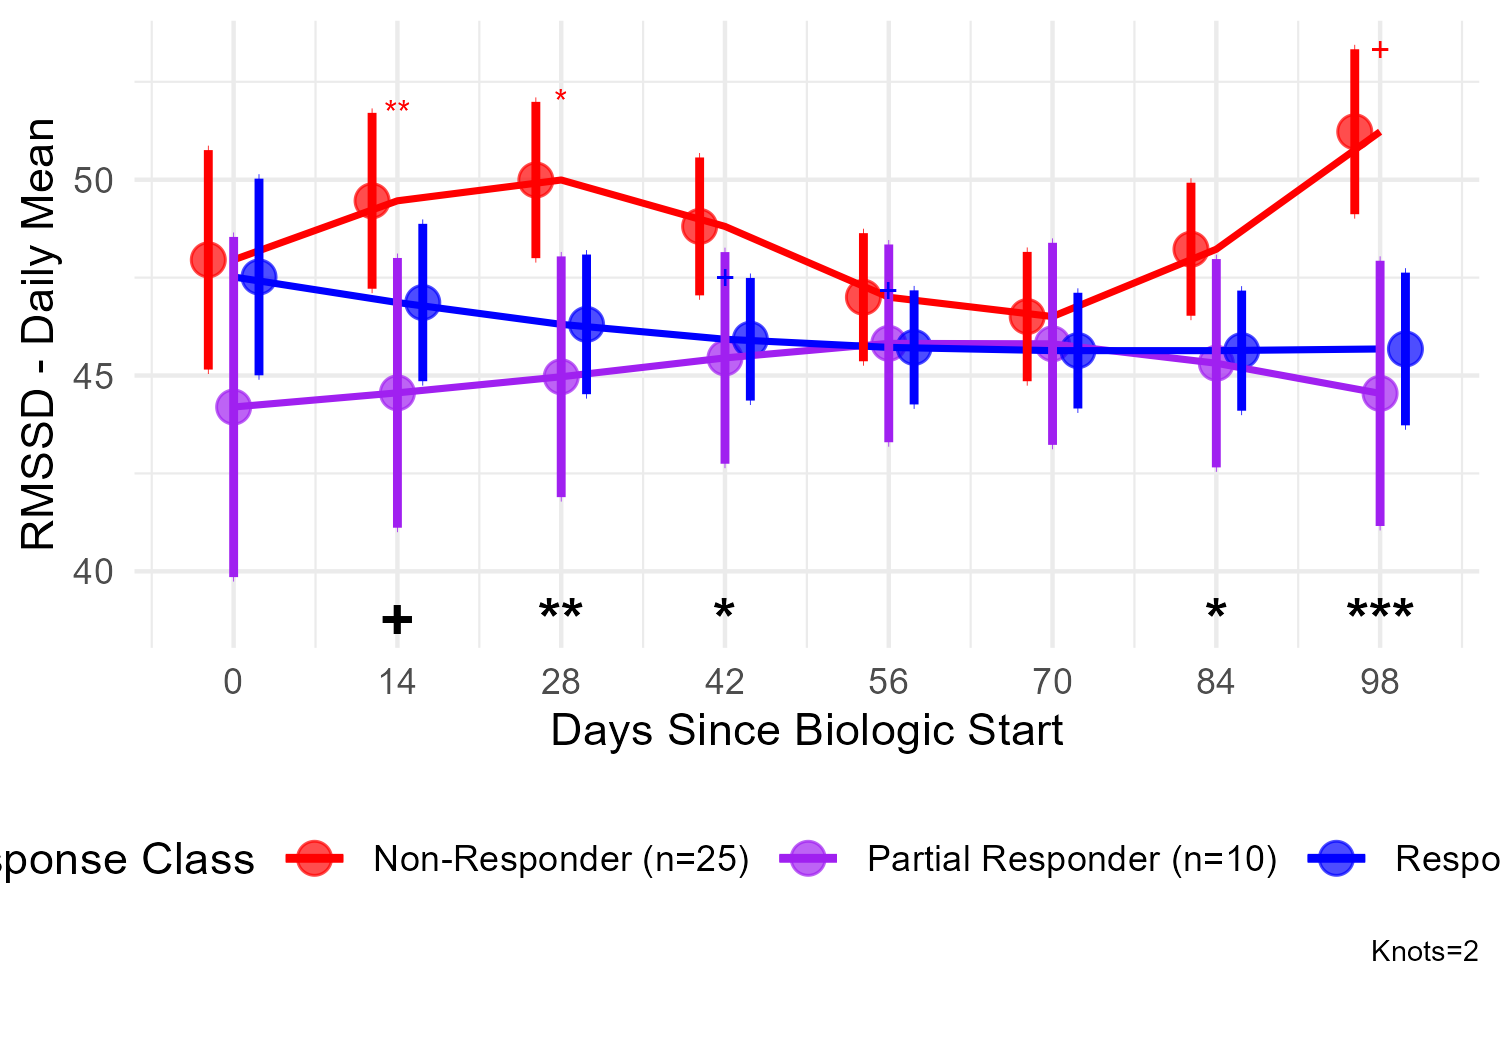 RMSSD - Daily Mean
50
45
40
** * +
+ +
+ ** * * ***
0 14 28 42 56 70 84 98
Days Since Biologic Start
sponse Class Non-Responder (n=25) Partial Responder (n=10) Respo
Knots=2